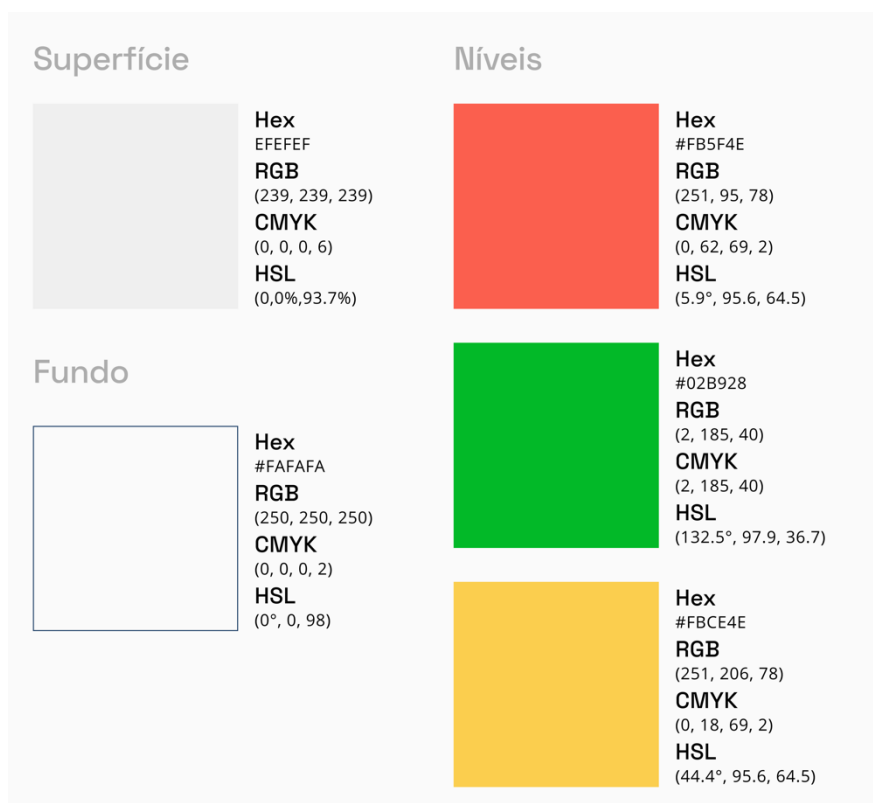 Superfície
Hex
EFEFEF
RGB
(239, 239, 239)
CMYK
(0, 0, 0, 6)
HSL
(0,0%,93.7%)
Fundo
Hex
#FAFAFA
RGB
(250, 250, 250)
CMYK
(0, 0, 0, 2)
HSL
(0°, 0, 98)
Níveis
Hex
#FB5F4E
RGB
(251, 95, 78)
CMYK
(0, 62, 69, 2)
HSL
(5.9°, 95.6, 64.5)
Hex
#02B928
RGB
(2, 185, 40)
CMYK
(2, 185, 40)
HSL
(132.5°, 97.9, 36.7)
Hex
#FBCE4E
RGB
(251, 206, 78)
CMYK
(0, 18, 69, 2)
HSL
(44.4°, 95.6, 64.5)